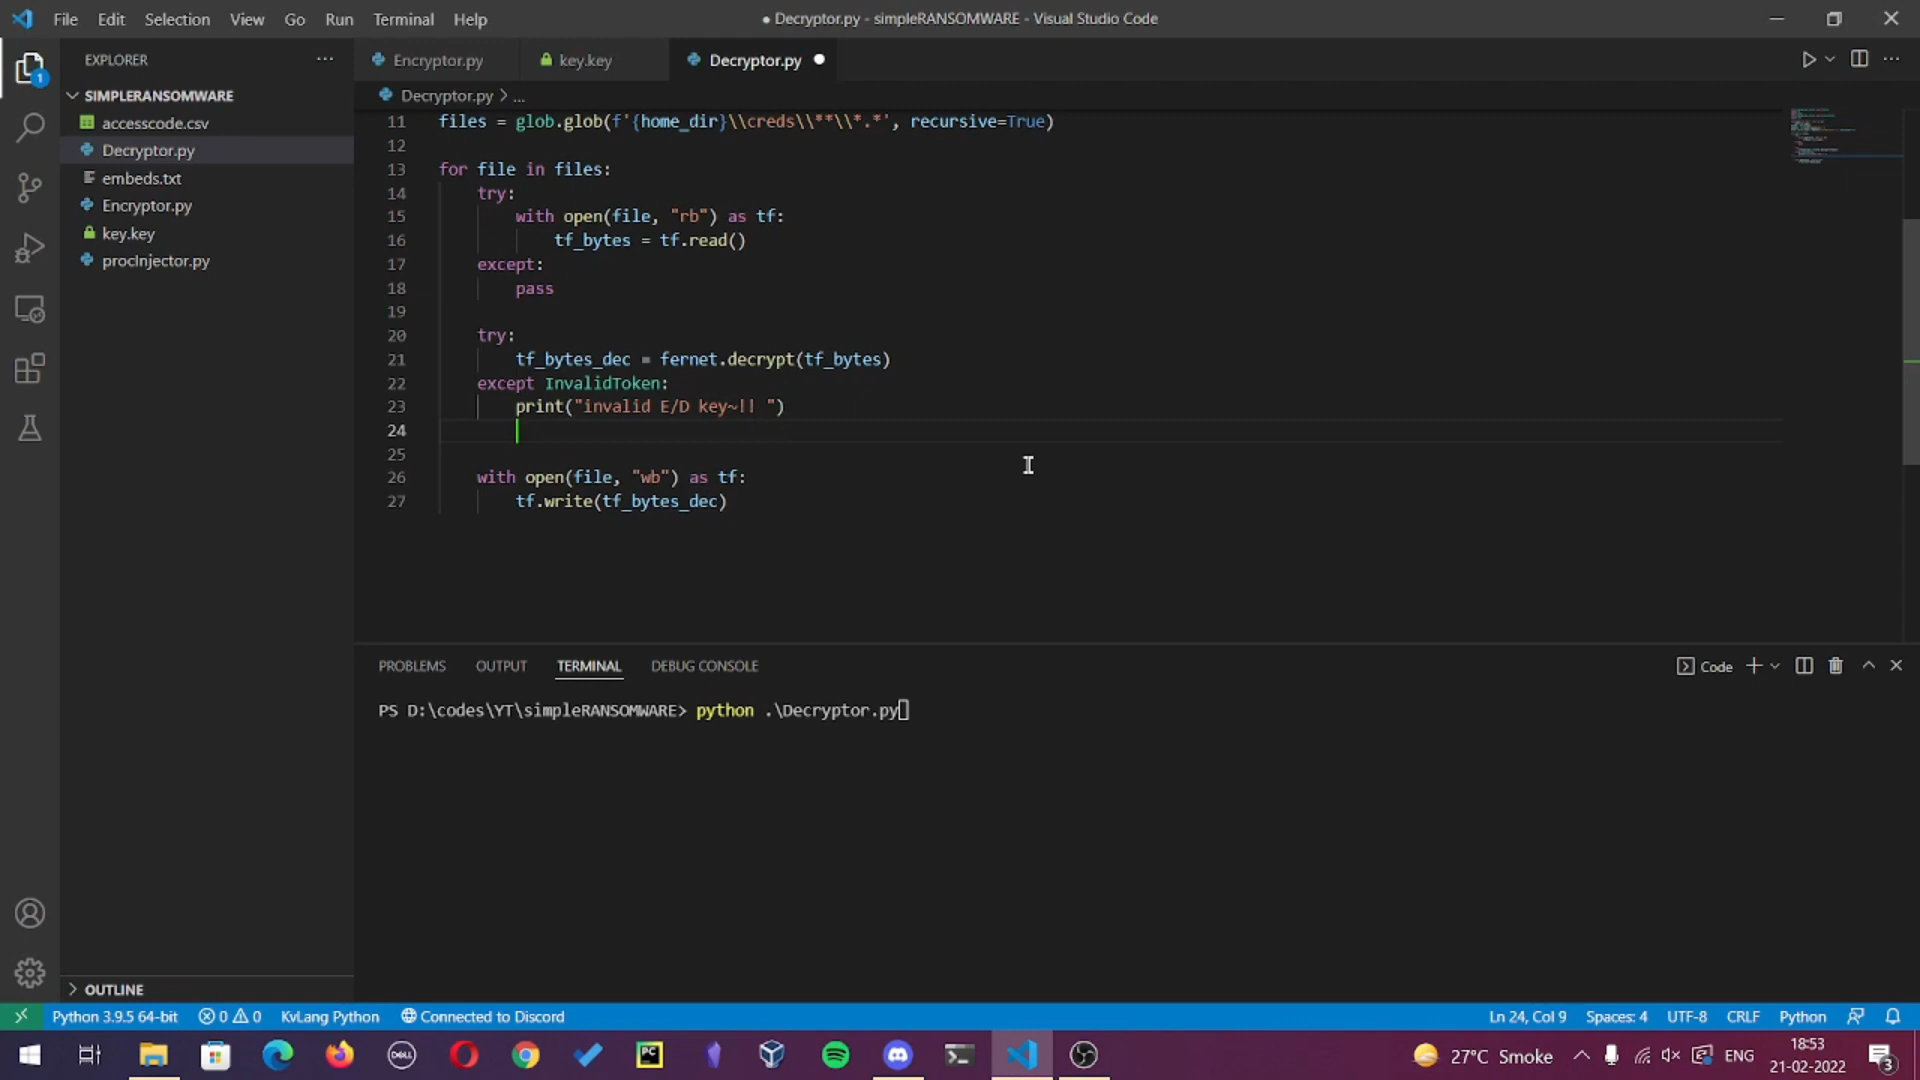 File Edit Selection View Go Run Terminal Help
● Decryptor.py - simpleRANSOMWARE - Visual Studio Code
EXPLORER
SIMPLERANSOMWARE
accesscode.csv
Decryptor.py
embeds.txt
Encryptor.py
key.key
procInjector.py
OUTLINE
Encryptor.py key.key Decryptor.py
Decryptor.py > ...
11 files = glob.glob(f'{home_dir}\\creds\\**\\*.*', recursive=True)
12
13 for file in files:
14 try:
15 with open(file, "rb") as tf:
16 tf_bytes = tf.read()
17 except:
18 pass
19
20 try:
21 tf_bytes_dec = fernet.decrypt(tf_bytes)
22 except InvalidToken:
23 print("invalid E/D key~!! ")
24
25
26 with open(file, "wb") as tf:
27 tf.write(tf_bytes_dec)
PROBLEMS OUTPUT TERMINAL DEBUG CONSOLE
Code
PS D:\codes\YT\simpleRANSOMWARE> python .\Decryptor.py
Python 3.9.5 64-bit 0 0 KvLang Python Connected to Discord
Ln 24, Col 9 Spaces: 4 UTF-8 CRLF Python
27°C Smoke ENG
18:53
21-02-2022